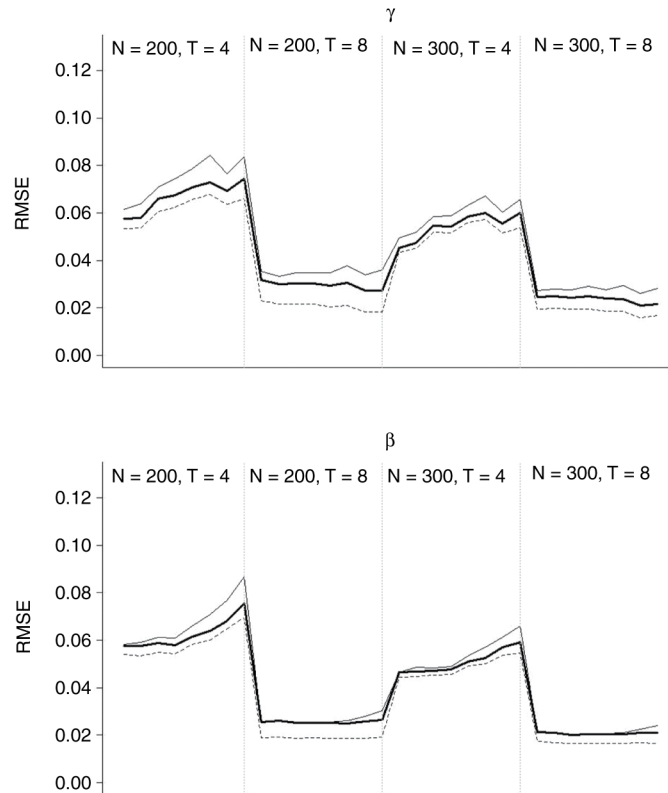 γ
N = 200, T = 4 N = 200, T = 8 N = 300, T = 4 N = 300, T = 8
0.12
0.10
0.08
0.06
0.04
0.02
0.00
RMSE
β
N = 200, T = 4 N = 200, T = 8 N = 300, T = 4 N = 300, T = 8
0.12
0.10
0.08
0.06
0.04
0.02
0.00
RMSE